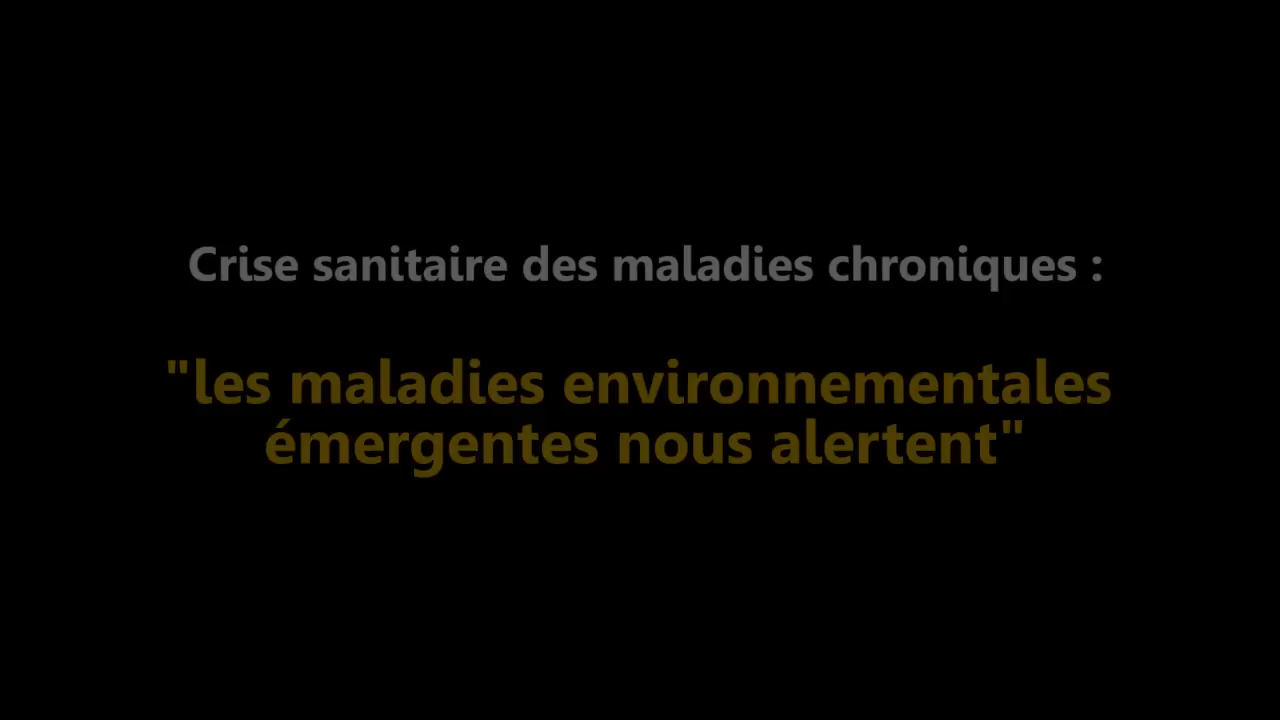 Crise sanitaire des maladies chroniques :
"les maladies environnementales
émergentes nous alertent"